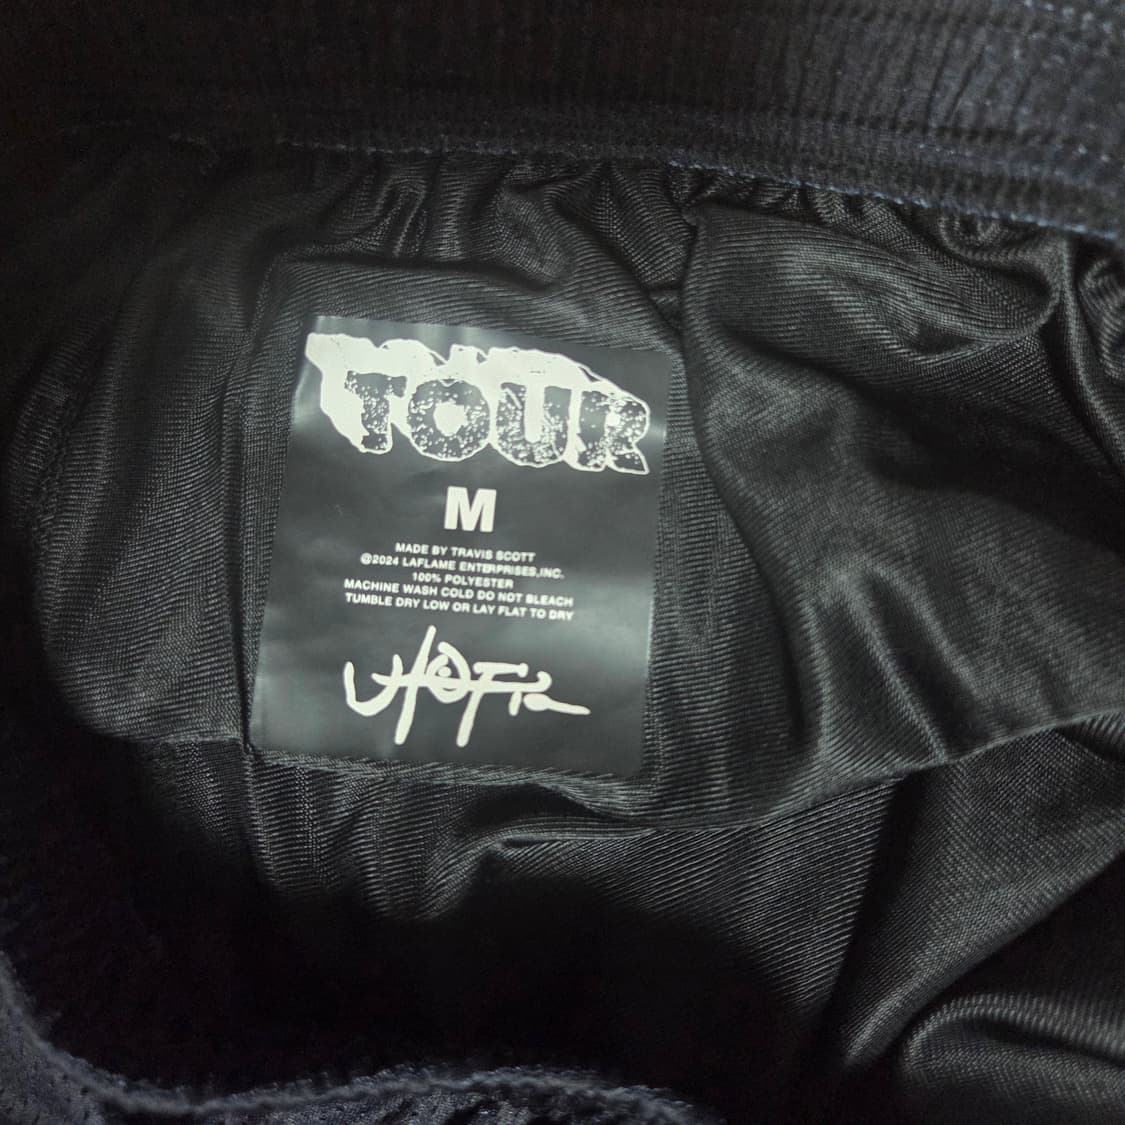 TOUR
M
MADE BY TRAVIS SCOTT
©2024 LAFLAME ENTERPRISES,INC.
100% POLYESTER
MACHINE WASH COLD DO NOT BLEACH
TUMBLE DRY LOW OR LAY FLAT TO DRY
UTOPIA